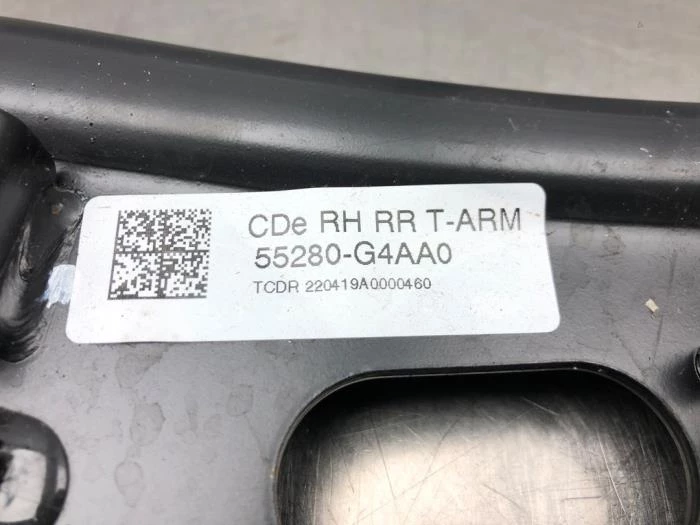 CDe RH RR T-ARM
55280-G4AA0
TCDR 220419A0000460